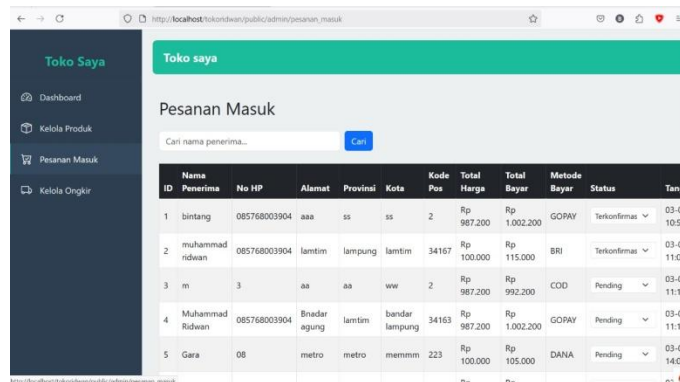 http://localhost/tokoridwan/public/admin/pesanan_masuk
Toko Saya
Dashboard
Kelola Produk
Pesanan Masuk
Kelola Ongkir
Toko saya
Pesanan Masuk
Cari nama penerima... Cari
ID Nama Penerima No HP Alamat Provinsi Kota Kode Pos Total Harga Total Bayar Metode Bayar Status
1 bintang 085768003904 aaa ss ss 2 Rp 987.200 Rp 1.002.200 GOPAY Terkonfirmas
2 muhammad ridwan 085768003904 lamtim lampung lamtim 34167 Rp 100.000 Rp 115.000 BRI Terkonfirmas
3 m 3 aa aa ww 2 Rp 987.200 Rp 992.200 COD Pending
4 Muhammad Ridwan 085768003904 Bnadar agung lamtim bandar lampung 34163 Rp 987.200 Rp 1.002.200 GOPAY Pending
5 Gara 08 metro metro memmm 223 Rp 100.000 Rp 105.000 DANA Pending